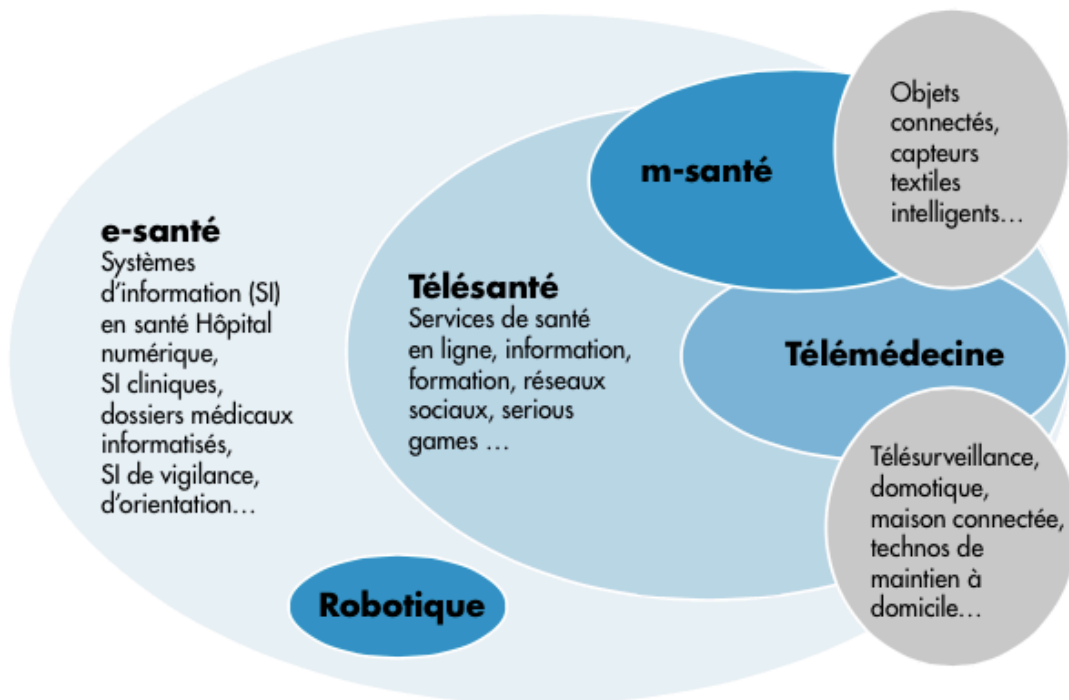 e-santé
Systèmes
d’information (SI)
en santé Hôpital
numérique,
SI cliniques,
dossiers médicaux
informatisés,
SI de vigilance,
d’orientation…
Télésanté
Services de santé
en ligne, information,
formation, réseaux
sociaux, serious
games …
m-santé
Objets
connectés,
capteurs
textiles
intelligents…
Télémédecine
Télésurveillance,
domotique,
maison connectée,
technos de
maintien à
domicile…
Robotique